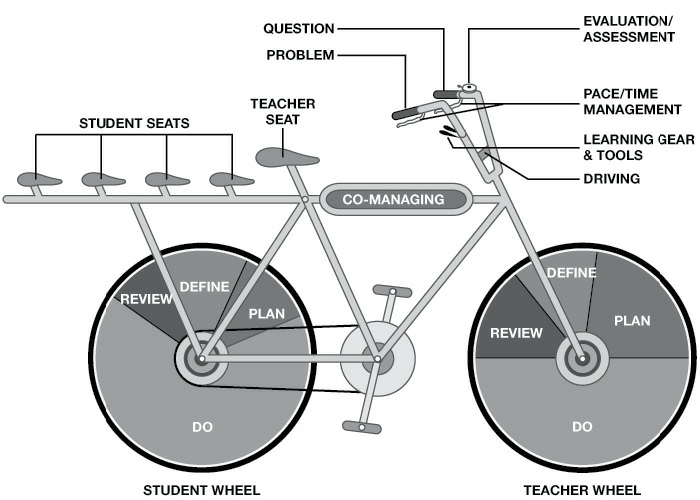 QUESTION
PROBLEM
EVALUATION/
ASSESSMENT
PACE/TIME
MANAGEMENT
LEARNING GEAR
& TOOLS
DRIVING
TEACHER
SEAT
STUDENT SEATS
CO-MANAGING
REVIEW
DEFINE
PLAN
DO
STUDENT WHEEL
REVIEW
DEFINE
PLAN
DO
TEACHER WHEEL